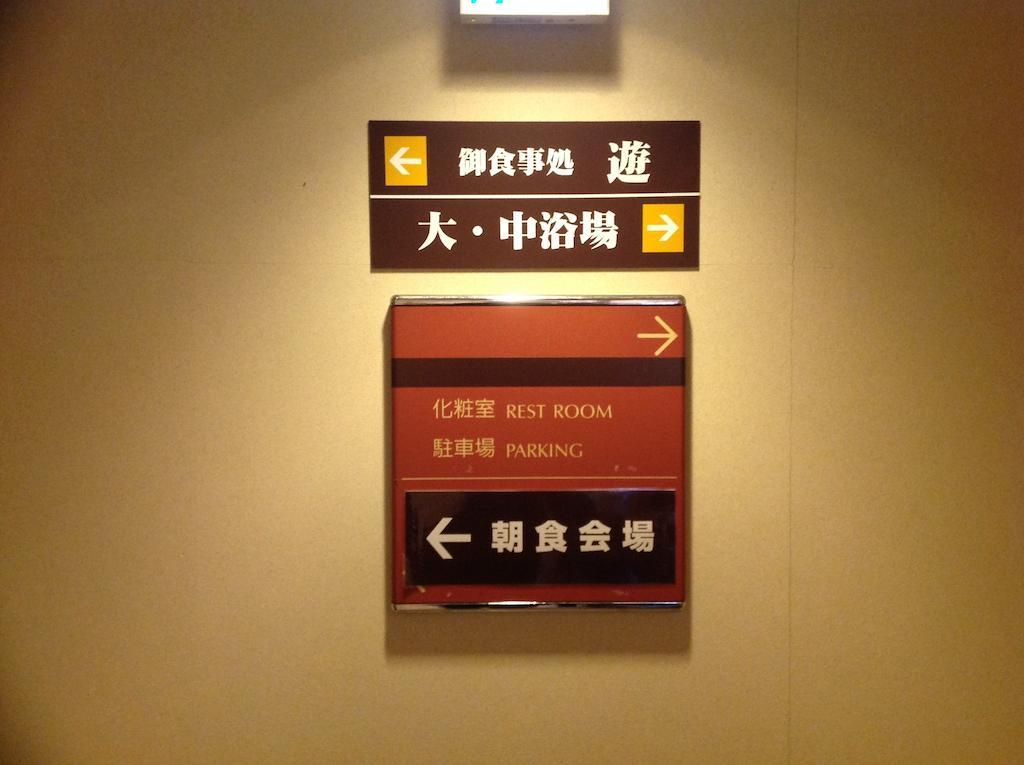 ← 御食事処 遊
大・中浴場 →
→
化粧室 REST ROOM
駐車場 PARKING
← 朝食会場